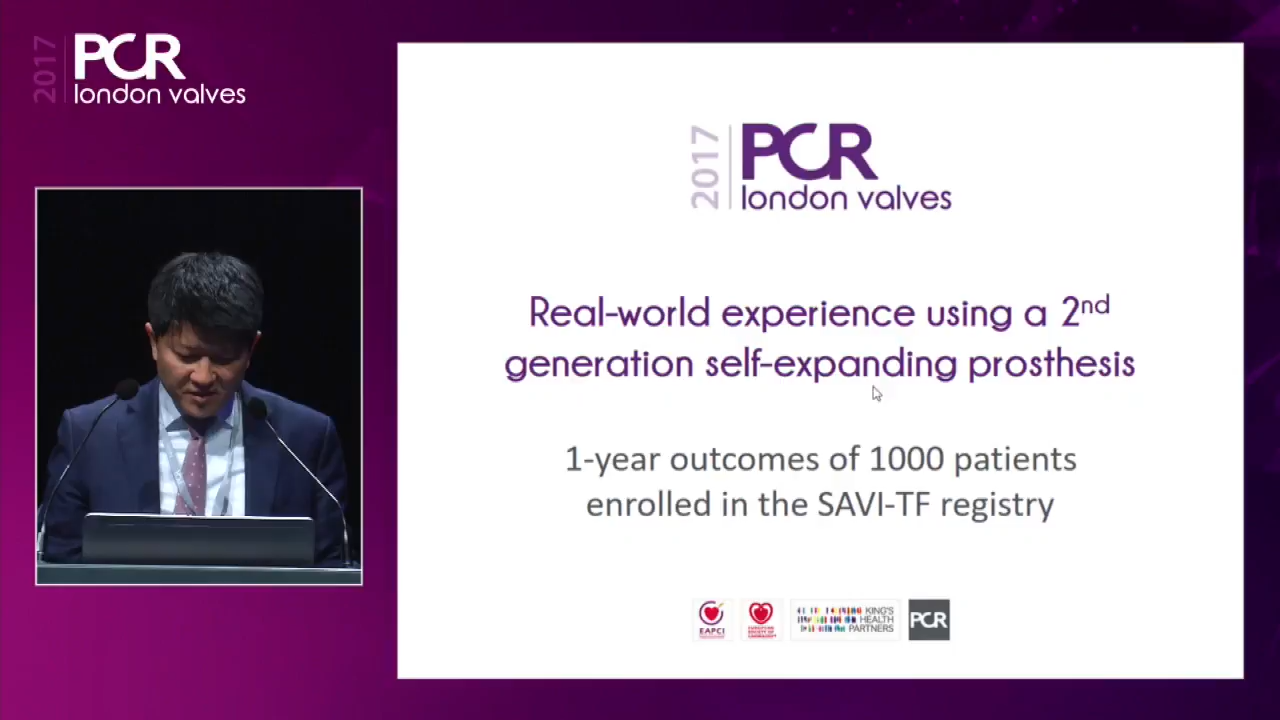 2017
PCR
london valves
2017
PCR
london valves
Real-world experience using a 2nd
generation self-expanding prosthesis
1-year outcomes of 1000 patients
enrolled in the SAVI-TF registry
EAPCI
KING'S
HEALTH
PARTNERS
PCR